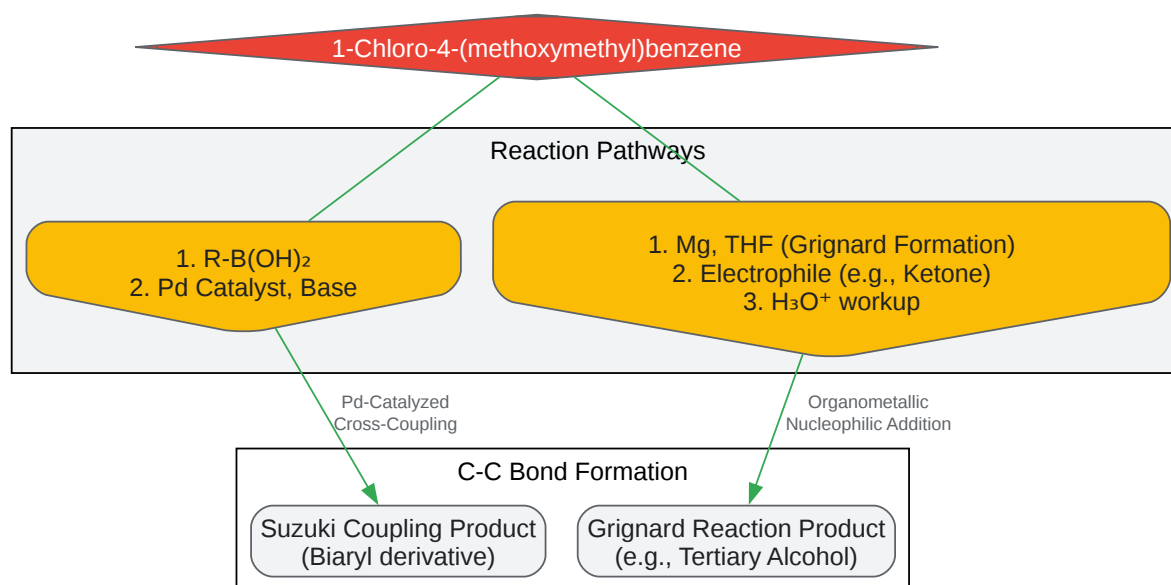 1-Chloro-4-(methoxymethyl)benzene
Reaction Pathways
1. R-B(OH)₂
2. Pd Catalyst, Base
1. Mg, THF (Grignard Formation)
2. Electrophile (e.g., Ketone)
3. H₃O⁺ workup
Pd-Catalyzed
Cross-Coupling
Organometallic
Nucleophilic Addition
C-C Bond Formation
Suzuki Coupling Product
(Biaryl derivative)
Grignard Reaction Product
(e.g., Tertiary Alcohol)